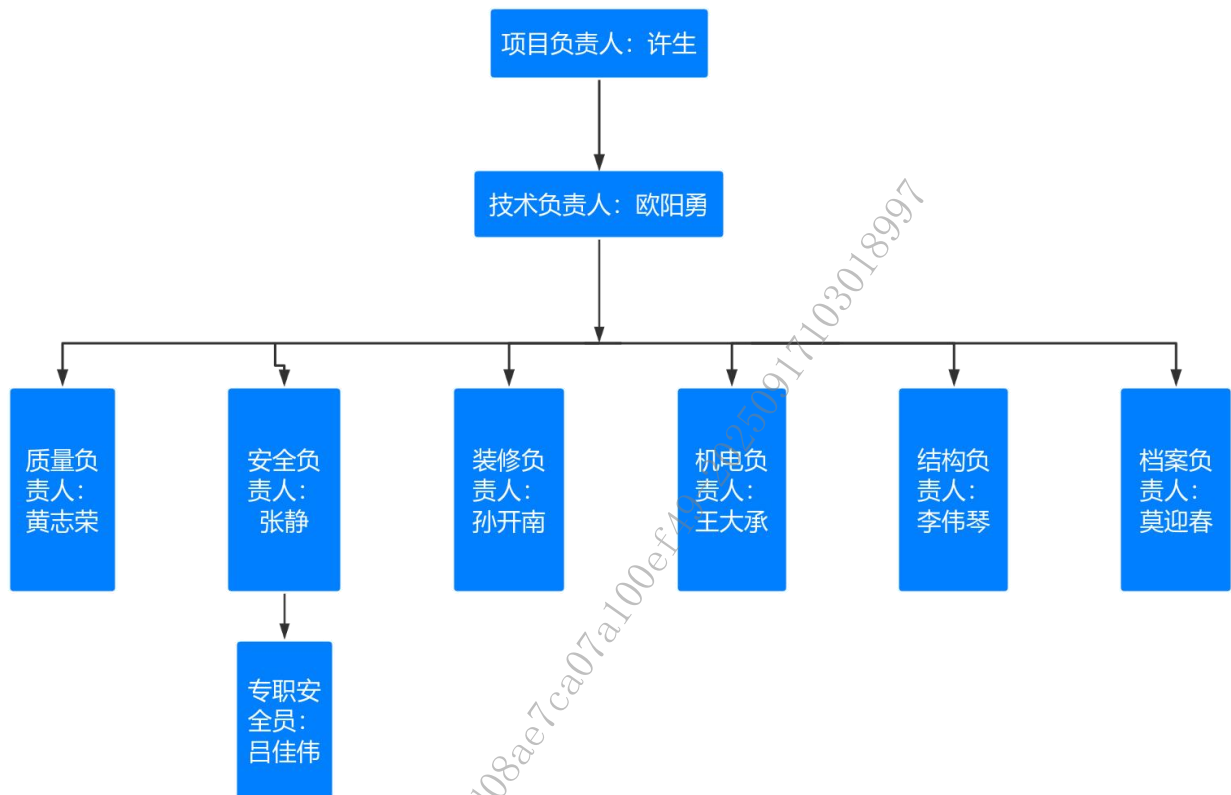 项目负责人：许生
技术负责人：欧阳勇
质量负
责人：
黄志荣
安全负
责人：
张静
装修负
责人：
孙开南
机电负
责人：
王大承
结构负
责人：
李伟琴
档案负
责人：
莫迎春
专职安
全员：
吕佳伟